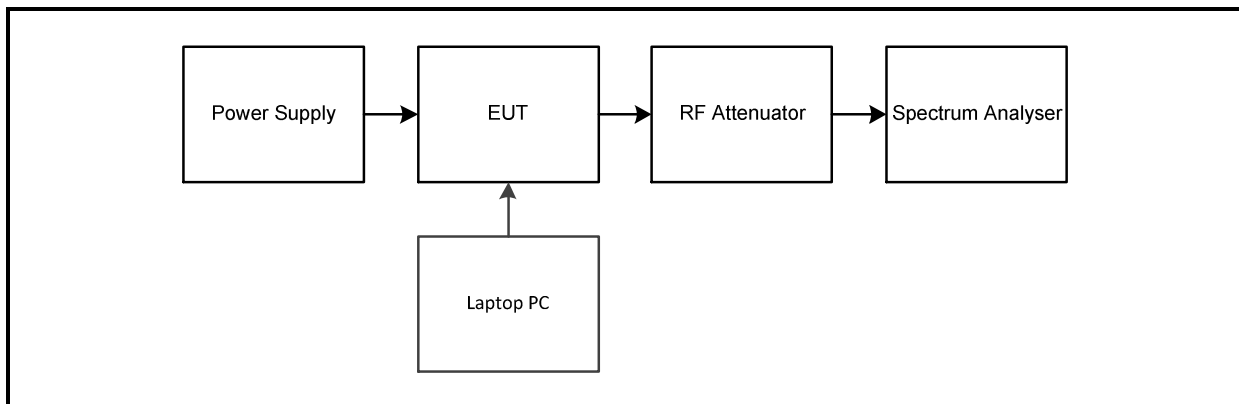 Power Supply
EUT
RF Attenuator
Spectrum Analyser
Laptop PC